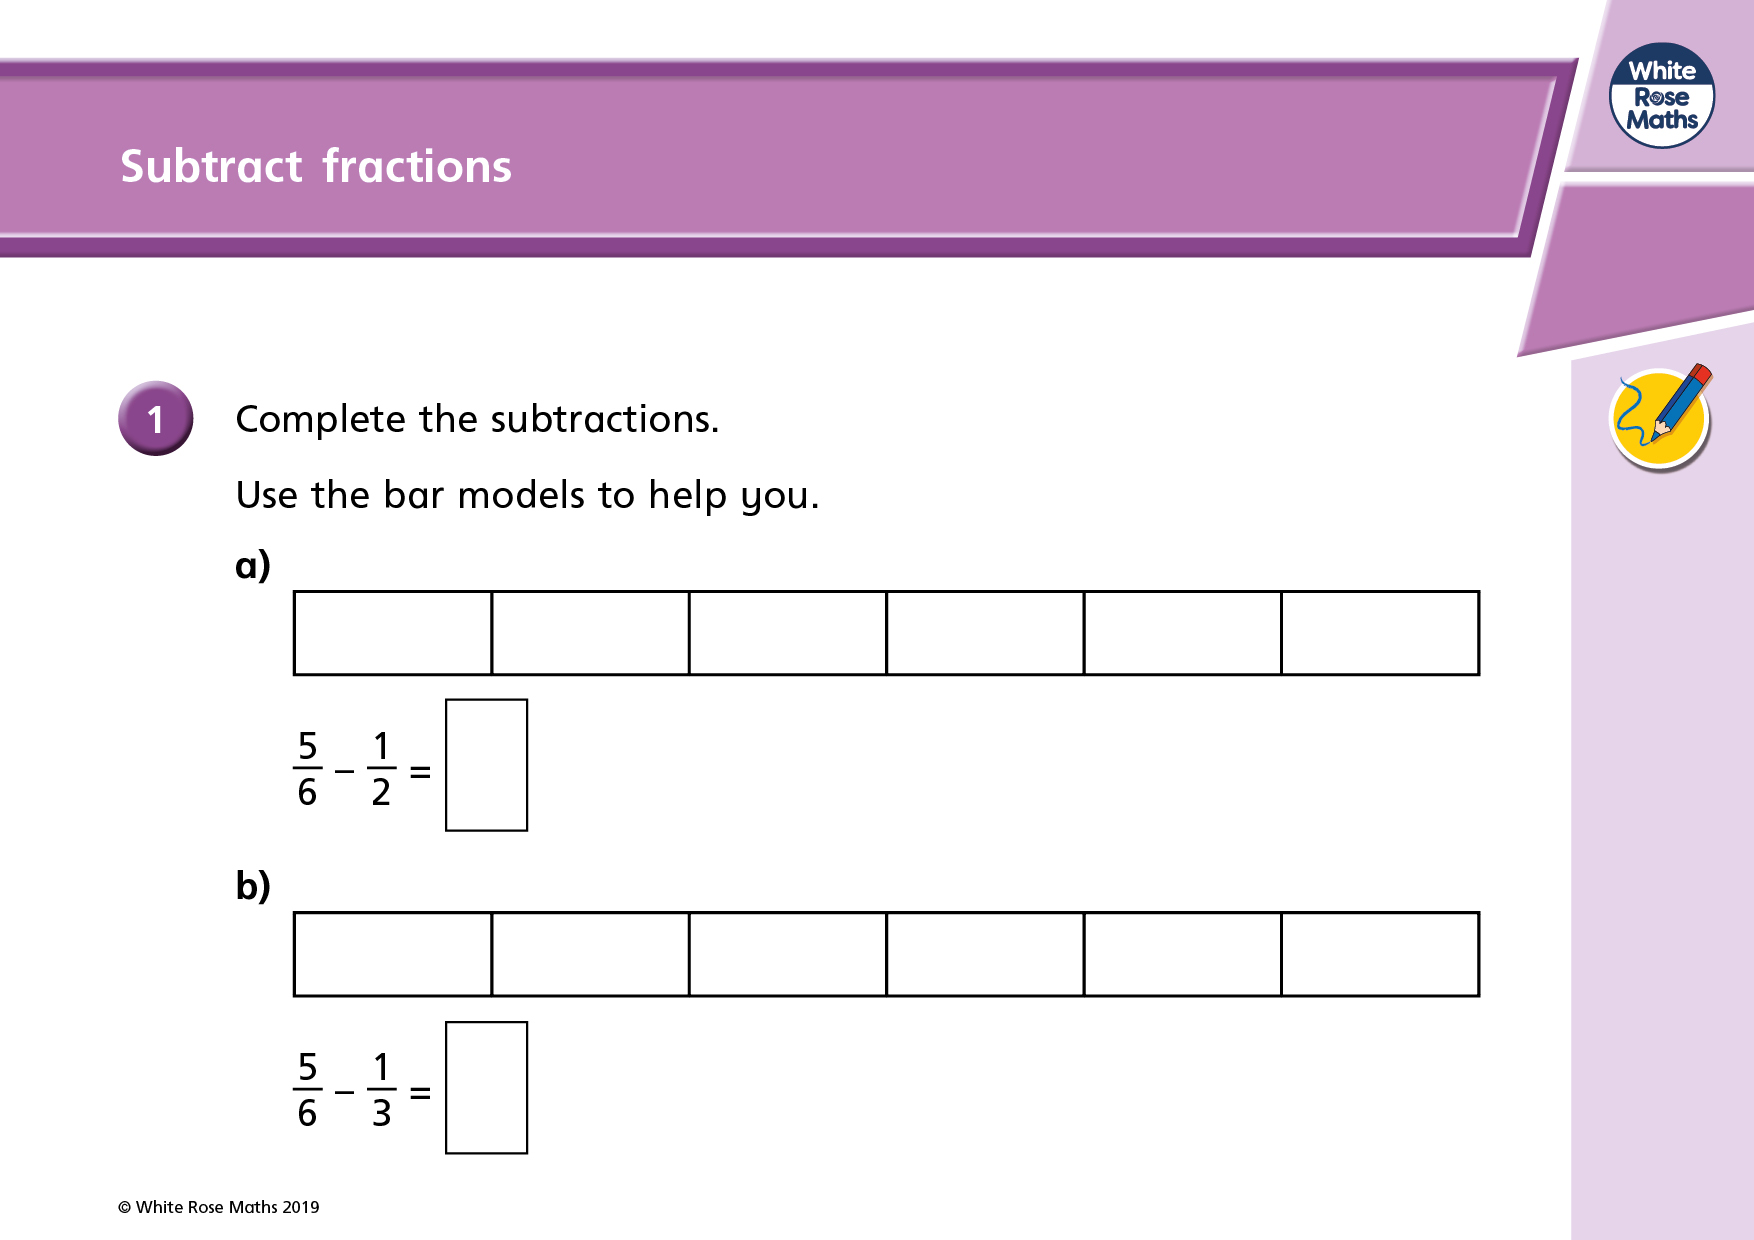 White
Rose
Maths
Subtract fractions
1 Complete the subtractions.
Use the bar models to help you.
a)
5/6 – 1/2 =
b)
5/6 – 1/3 =
© White Rose Maths 2019